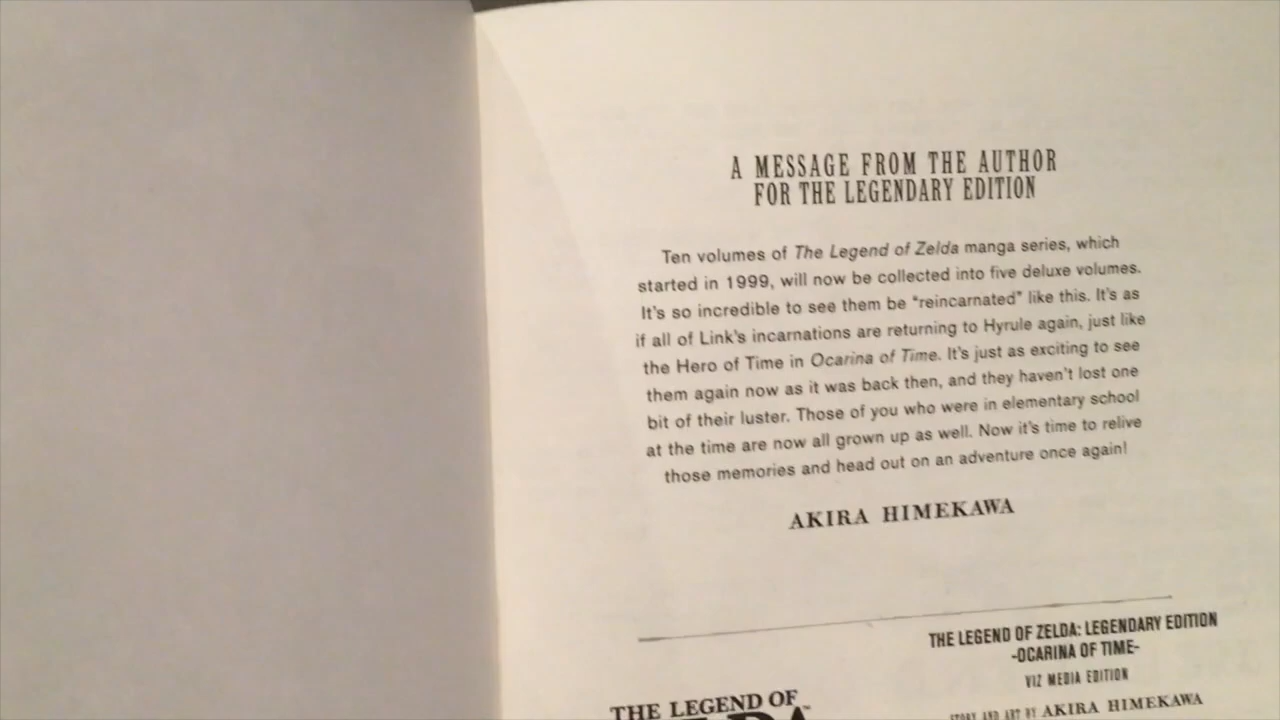 A MESSAGE FROM THE AUTHOR
FOR THE LEGENDARY EDITION
Ten volumes of The Legend of Zelda manga series, which
started in 1999, will now be collected into five deluxe volumes.
It's so incredible to see them be “reincarnated” like this. It's as
if all of Link's incarnations are returning to Hyrule again, just like
the Hero of Time in Ocarina of Time. It's just as exciting to see
them again now as it was back then, and they haven't lost one
bit of their luster. Those of you who were in elementary school
at the time are now all grown up as well. Now it's time to relive
those memories and head out on an adventure once again!
AKIRA HIMEKAWA
THE LEGEND OF
THE LEGEND OF ZELDA: LEGENDARY EDITION
-OCARINA OF TIME-
VIZ MEDIA EDITION
STORY AND ART BY AKIRA HIMEKAWA